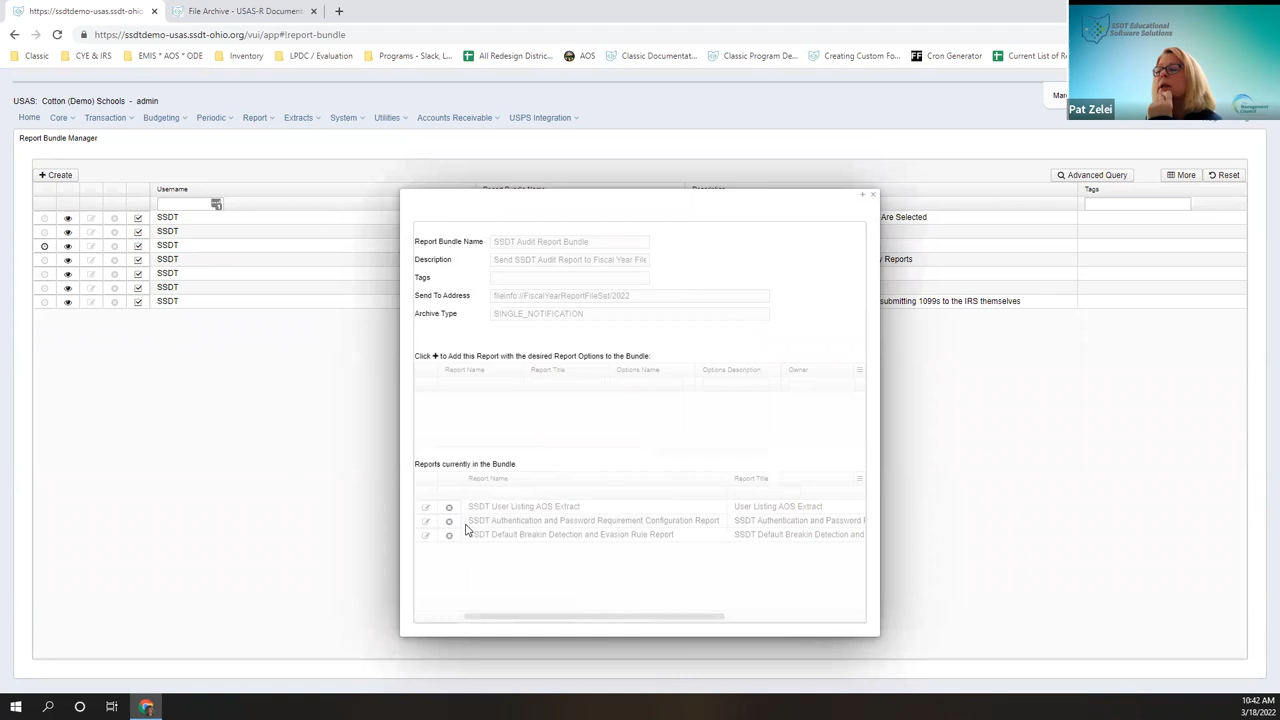 https://ssdtdemo-usas.ssdt-ohio.org/
File Archive - USAS-R Document
https://ssdtdemo-usas.ssdt-ohio.org/vui/app#!report-bundle
Classic
CYE & IRS
EMIS * AOS * ODE
Inventory
LPDC / Evaluation
Programs - Slack, L...
All Redesign Distric...
AOS
Classic Documentat...
Classic Program De...
Creating Custom Fo...
Cron Generator
Current List of R
SSDT Educational
Software Solutions
Pat Zelei
Management
Council
USAS: Cotton (Demo) Schools - admin
Home
Core
Transaction
Budgeting
Periodic
Report
Extracts
System
Utilities
Accounts Receivable
USPS Integration
Report Bundle Manager
Create
Advanced Query
More
Reset
Username
Tags
SSDT
Are Selected
SSDT
SSDT
SSDT
y Reports
SSDT
SSDT
SSDT
submitting 1099s to the IRS themselves
Report Bundle Name
SSDT Audit Report Bundle
Description
Send SSDT Audit Report to Fiscal Year File
Tags
Send To Address
fileinfo://FiscalYearReportFileSet/2022
Archive Type
SINGLE_NOTIFICATION
Click + to Add this Report with the desired Report Options to the Bundle:
Report Name
Report Title
Options Name
Options Description
Owner
Reports currently in the Bundle
Report Name
Report Title
SSDT User Listing AOS Extract
User Listing AOS Extract
SSDT Authentication and Password Requirement Configuration Report
SSDT Authentication and Password R
SSDT Default Breakin Detection and Evasion Rule Report
SSDT Default Breakin Detection and
10:42 AM
3/18/2022